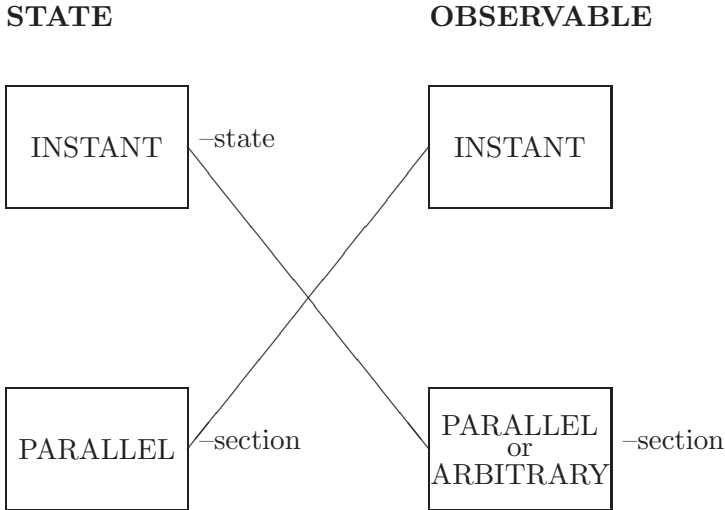 STATE
OBSERVABLE
INSTANT
–state
INSTANT
PARALLEL
–section
PARALLEL
or
ARBITRARY
–section